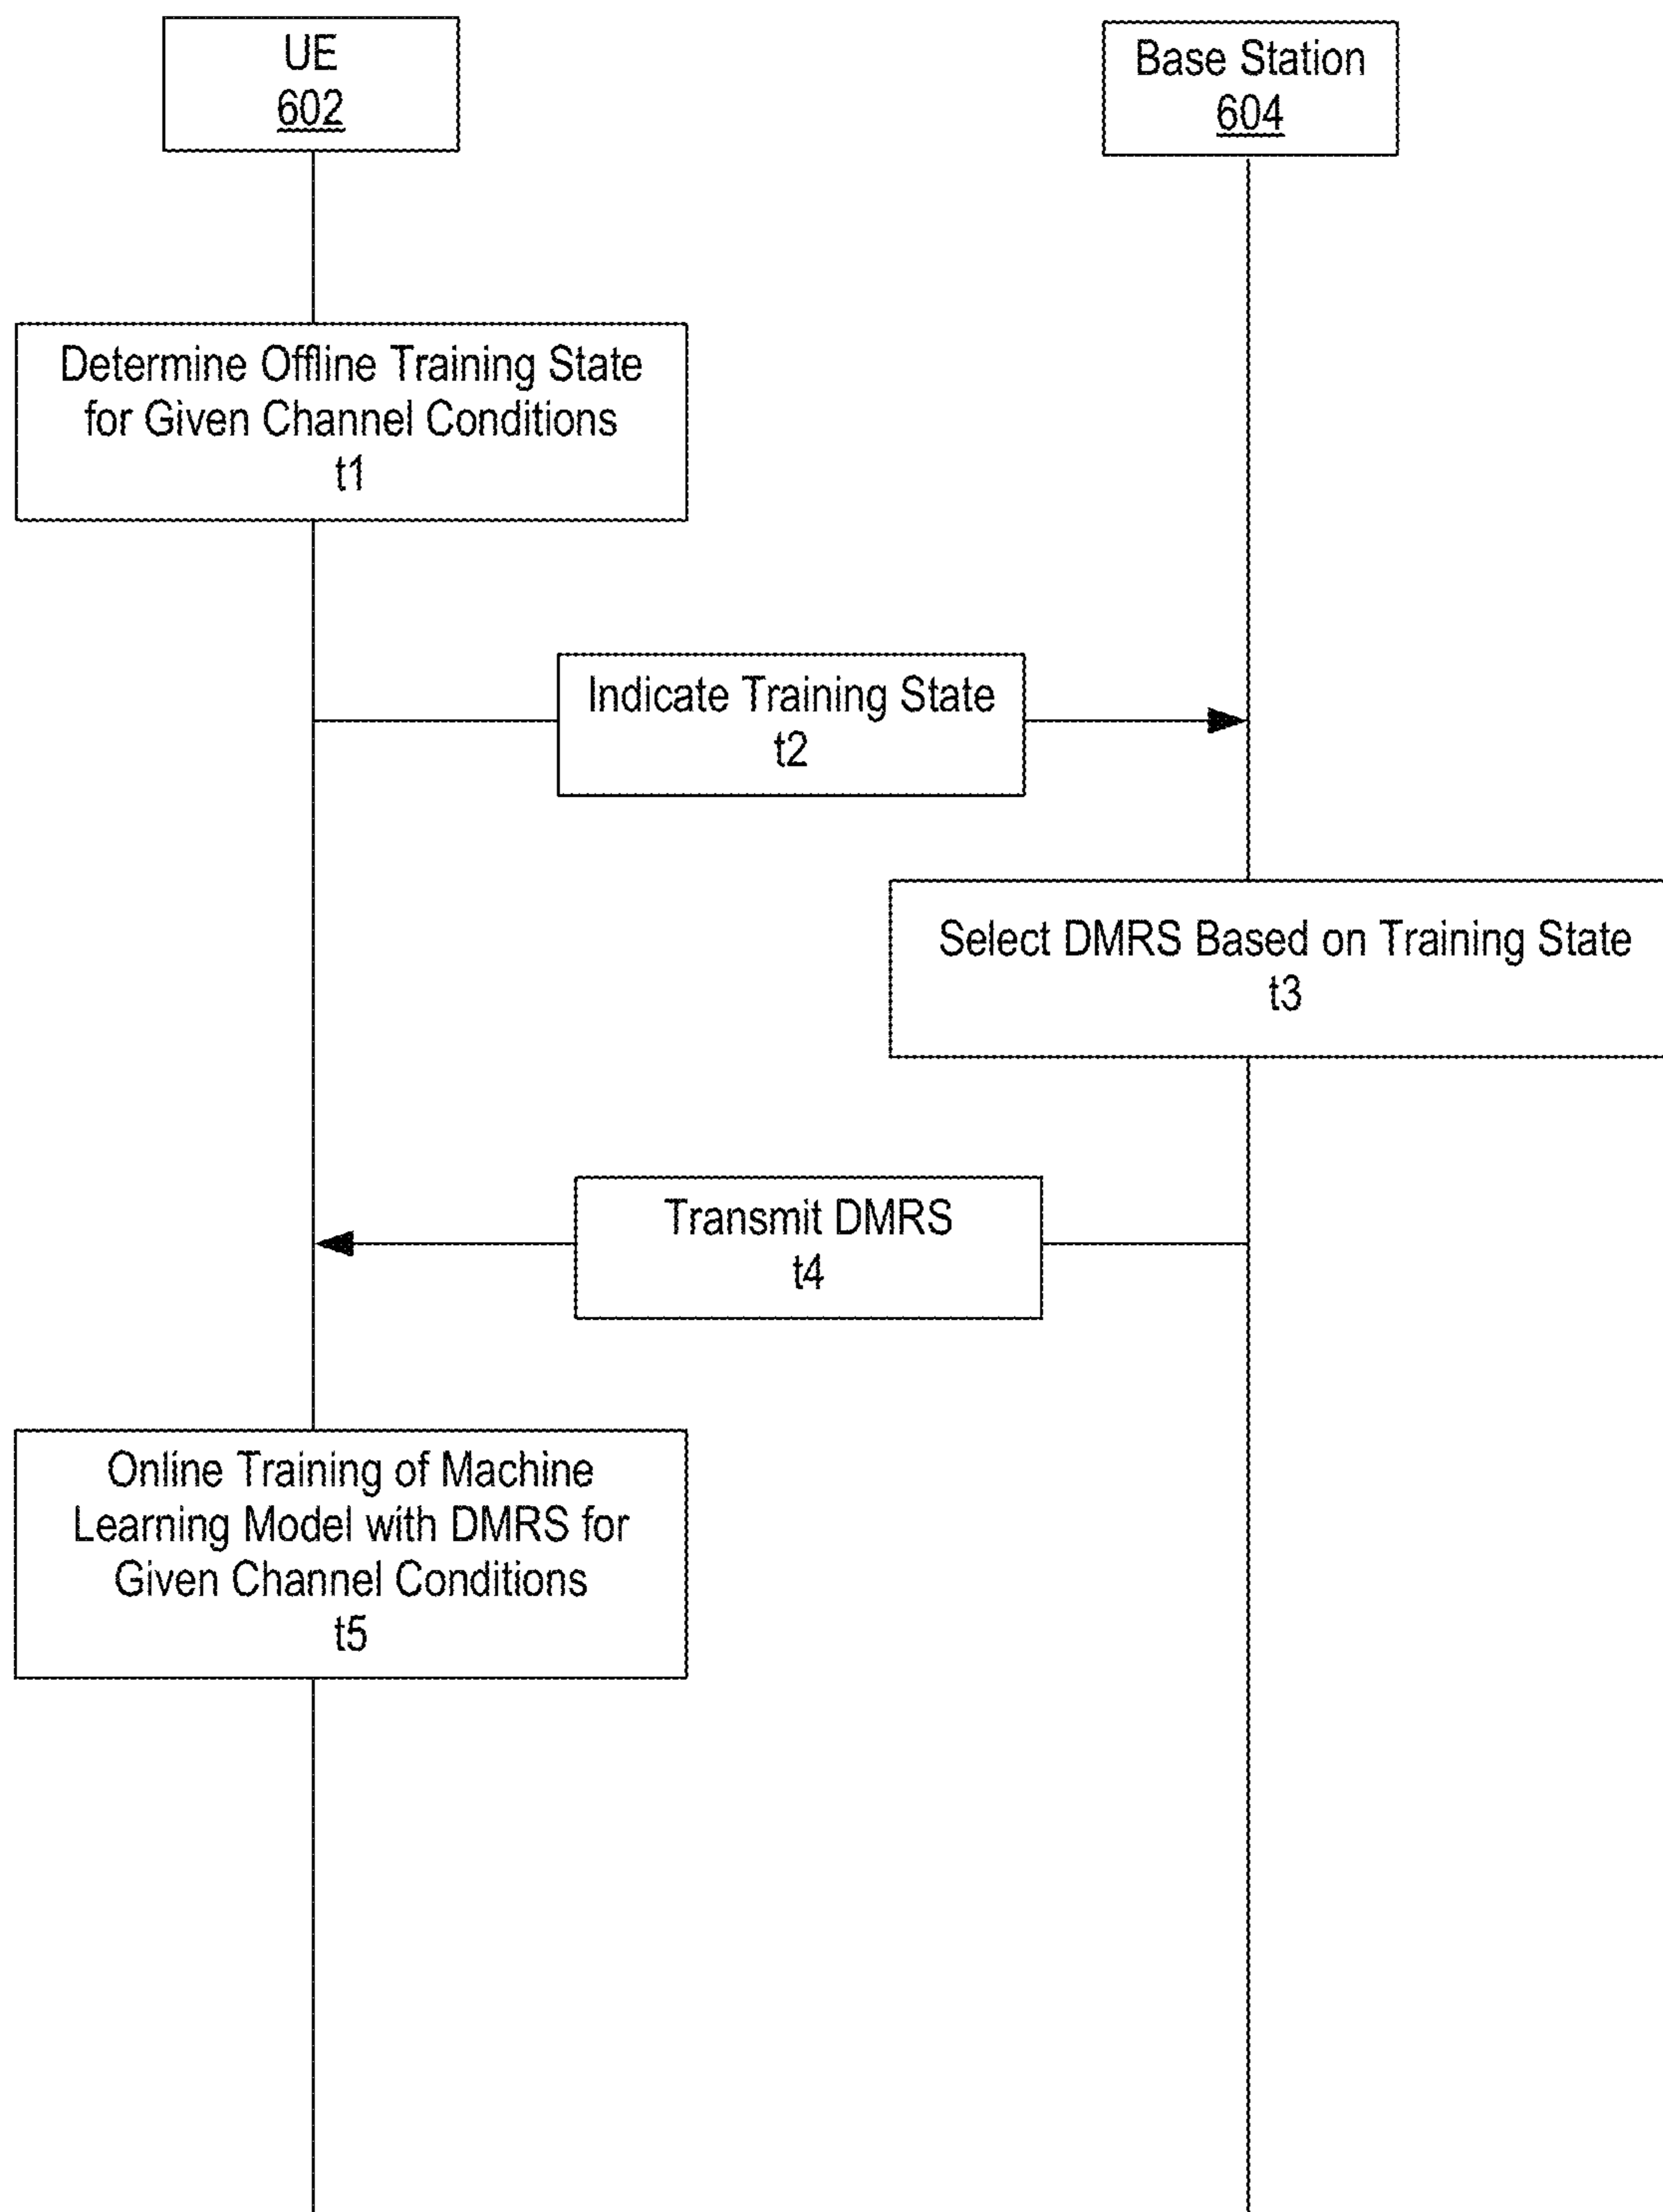 UE
602
Base Station
604
Determine Offline Training State
for Given Channel Conditions
t1
Indicate Training State
t2
Select DMRS Based on Training State
t3
Transmit DMRS
t4
Online Training of Machine
Learning Model with DMRS for
Given Channel Conditions
t5